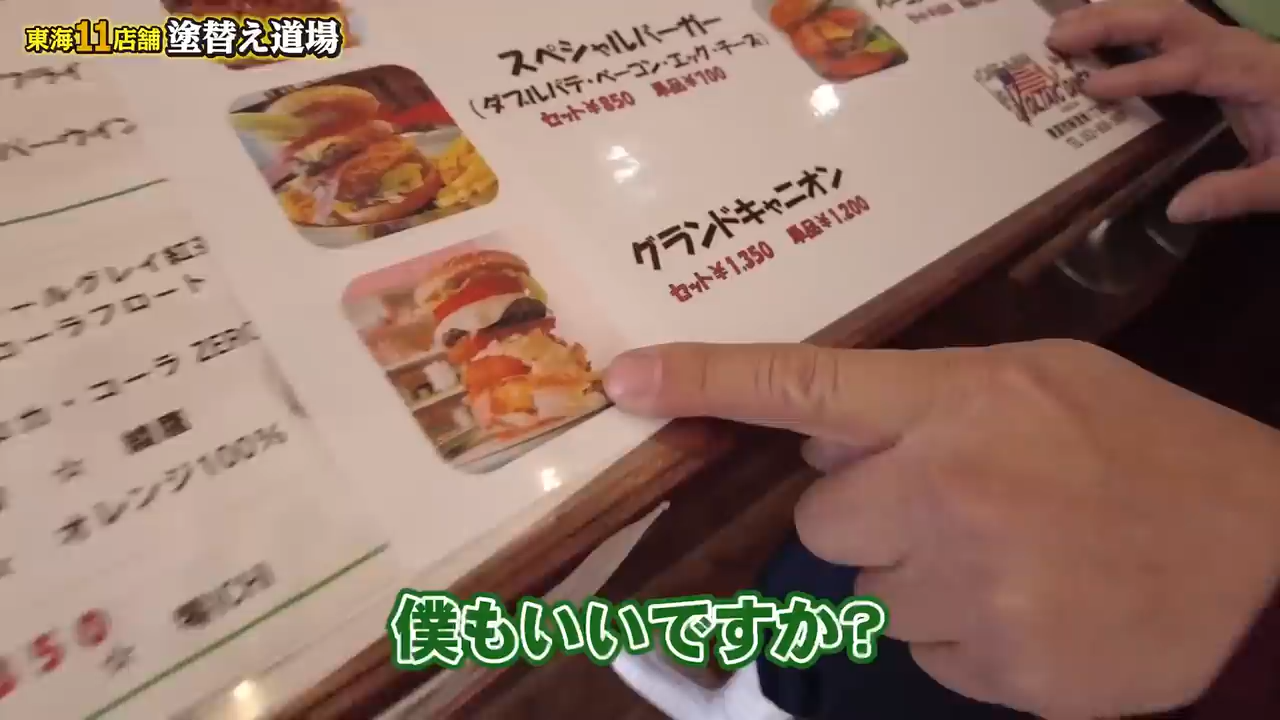 東海11店舗 塗替え道場
スペシャルバーガー
(ダブルパテ・ベーコン・エッグ・チーズ)
セット¥850 単品¥700
グランドキャニオン
セット¥1,350 単品¥1,200
フライ
ールグレイ紅茶
コーラフロート
コーラ ZERO
☆
オレンジ100%
☆
僕もいいですか?